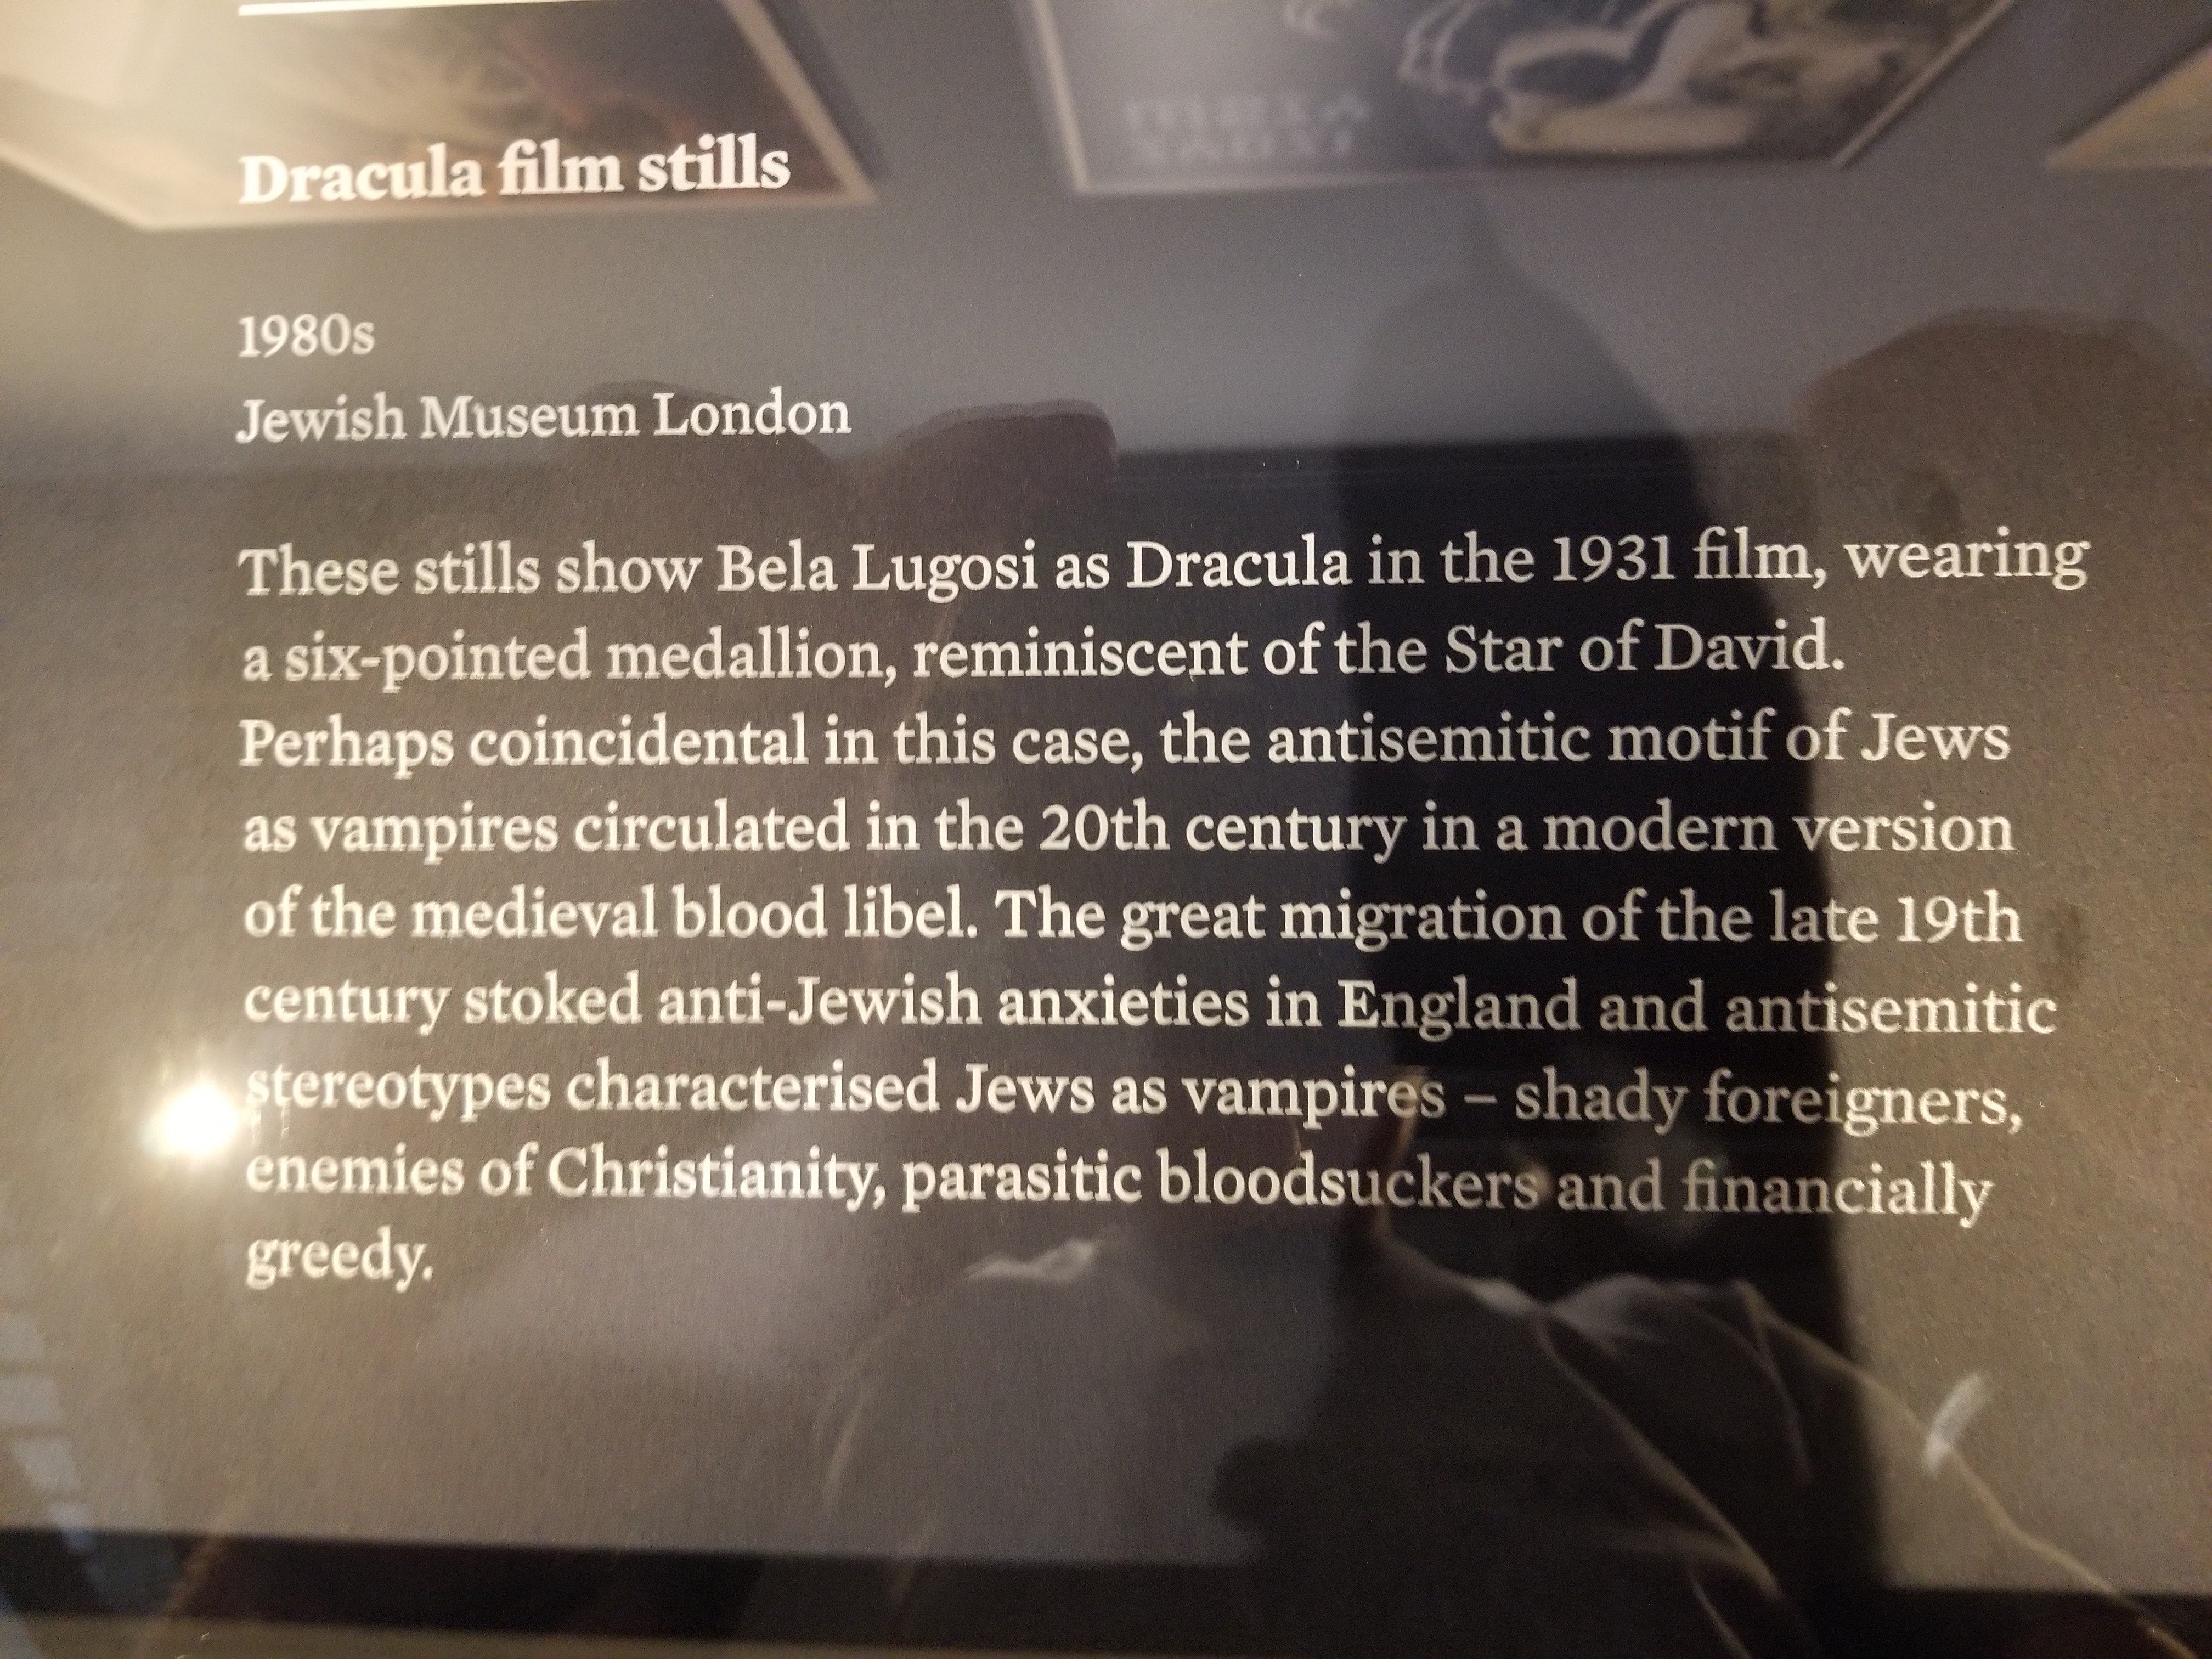 Dracula film stills
1980s
Jewish Museum London
These stills show Bela Lugosi as Dracula in the 1931 film, wearing
a six-pointed medallion, reminiscent of the Star of David.
Perhaps coincidental in this case, the antisemitic motif of Jews
as vampires circulated in the 20th century in a modern version
of the medieval blood libel. The great migration of the late 19th
century stoked anti-Jewish anxieties in England and antisemitic
stereotypes characterised Jews as vampires – shady foreigners,
enemies of Christianity, parasitic bloodsuckers and financially
greedy.